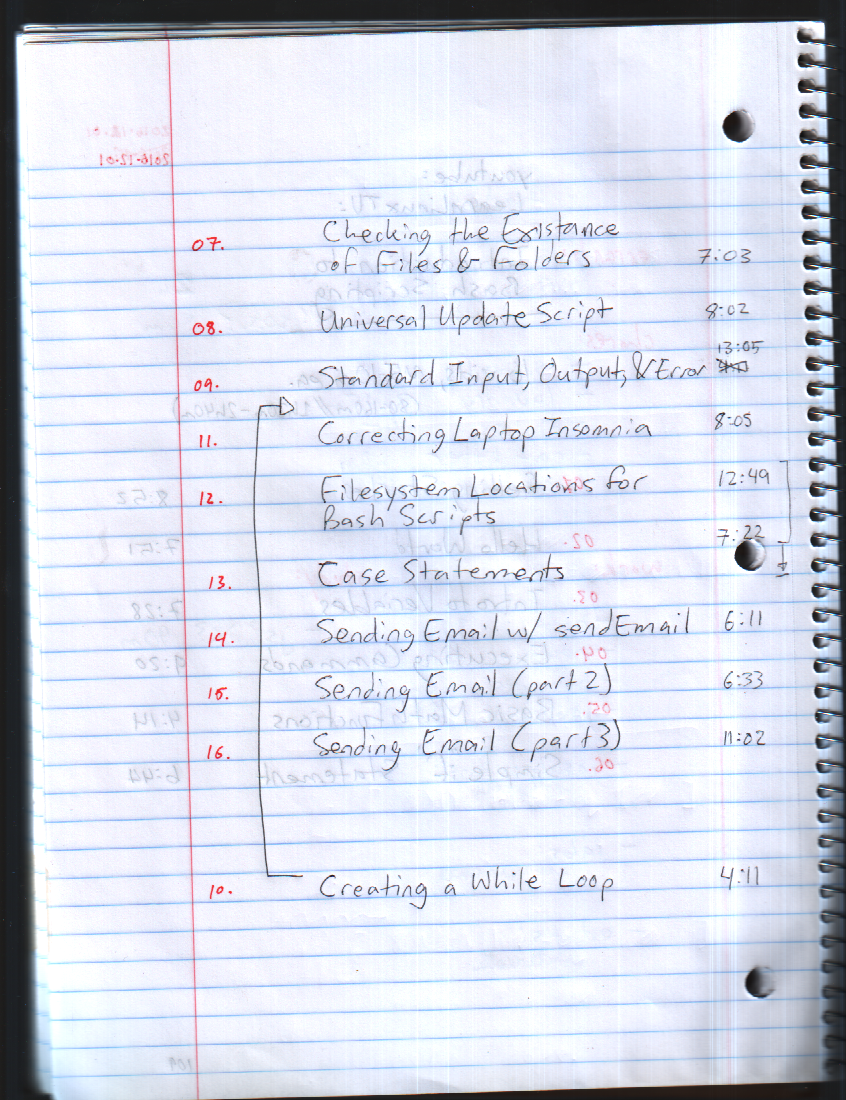 07. Checking the Existance
of Files & Folders 7:03
08. Universal Update Script 8:02
13:05
09. Standard Input, Output, & Error
11. Correcting Laptop Insomnia 8:05
12. Filesystem Locations for 12:49
Bash Scripts
7:22
13. Case Statements
14. Sending Email w/ sendEmail 6:11
15. Sending Email (part 2) 6:33
16. Sending Email (part 3) 11:02
10. Creating a While Loop 4:11